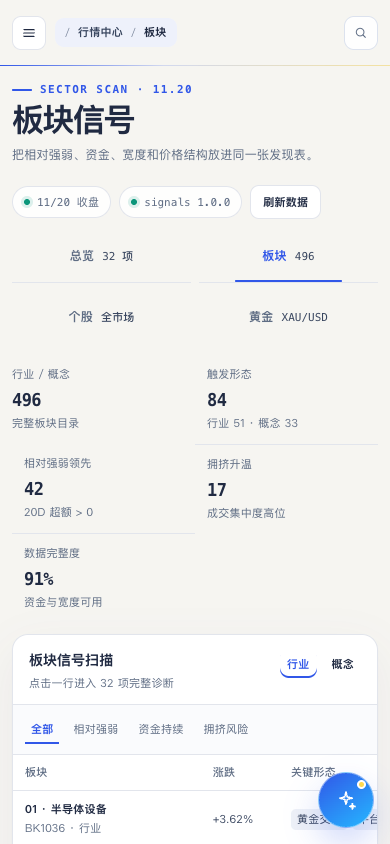 / 行情中心 / 板块
SECTOR SCAN · 11.20
板块信号
把相对强弱、资金、宽度和价格结构放进同一张发现表。
11/20 收盘
signals 1.0.0
刷新数据
总览 32 项
板块 496
个股 全市场
黄金 XAU/USD
行业 / 概念
496
完整板块目录
触发形态
84
行业 51 · 概念 33
相对强弱领先
42
20D 超额 > 0
拥挤升温
17
成交集中度高位
数据完整度
91%
资金与宽度可用
板块信号扫描
点击一行进入 32 项完整诊断
行业 概念
全部 相对强弱 资金持续 拥挤风险
板块 涨跌 关键形态
01 · 半导体设备
BK1036 · 行业
+3.62%
黄金交